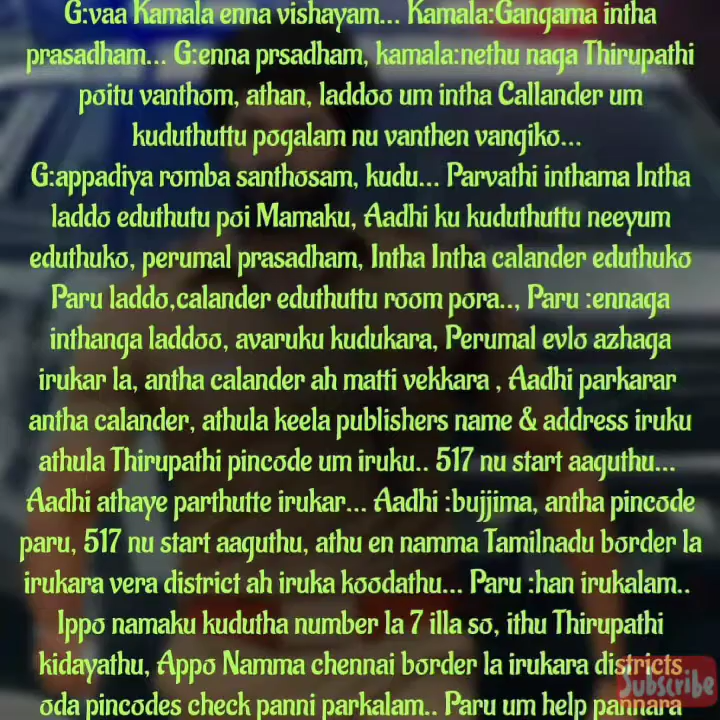 G:vaa Kamala enna vishayam... Kamala:Gangama intha
prasadham... G:enna prsadham, kamala:nethu naga Thirupathi
poitu vanthom, athan, laddoo um intha Callander um
kuduthuttu pogalam nu vanthen vangiko...
G:appadiya romba santhosam, kudu... Parvathi inthama Intha
laddo eduthutu poi Mamaku, Aadhi ku kuduthuttu neeyum
eduthuko, perumal prasadham, Intha Intha calander eduthuko
Paru laddo,calander eduthuttu room pora.., Paru :ennaga
inthanga laddoo, avaruku kudukara, Perumal evlo azhaga
irukar la, antha calander ah matti vekkara , Aadhi parkarar
antha calander, athula keela publishers name & address iruku
athula Thirupathi pincode um iruku.. 517 nu start aaguthu...
Aadhi athaye parthutte irukar... Aadhi :bujjima, antha pincode
paru, 517 nu start aaguthu, athu en namma Tamilnadu border la
irukara vera district ah iruka koodathu... Paru :han irukalam..
Ippo namaku kudutha number la 7 illa so, ithu Thirupathi
kidayathu, Appo Namma chennai border la irukara districts
oda pincodes check panni parkalam.. Paru um help pannara
Subscribe